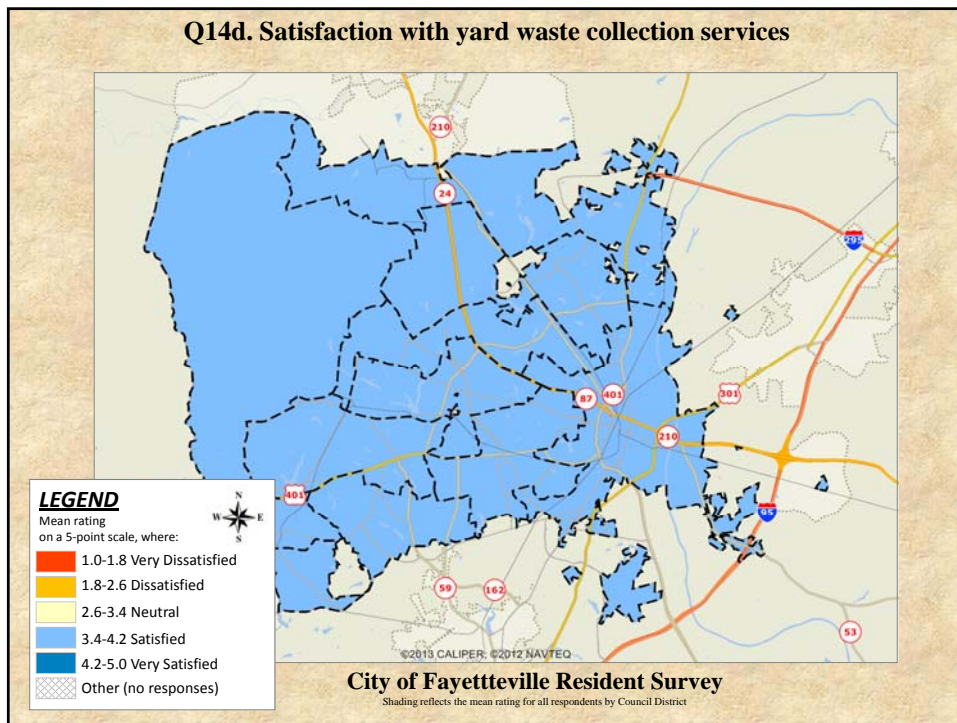 Q14d. Satisfaction with yard waste collection services
210
24
295
87
401
301
210
401
95
59
162
53
LEGEND
Mean rating
on a 5-point scale, where:
N
W E
S
1.0-1.8 Very Dissatisfied
1.8-2.6 Dissatisfied
2.6-3.4 Neutral
3.4-4.2 Satisfied
4.2-5.0 Very Satisfied
Other (no responses)
©2013 CALIPER; ©2012 NAVTEQ
City of Fayettteville Resident Survey
Shading reflects the mean rating for all respondents by Council District